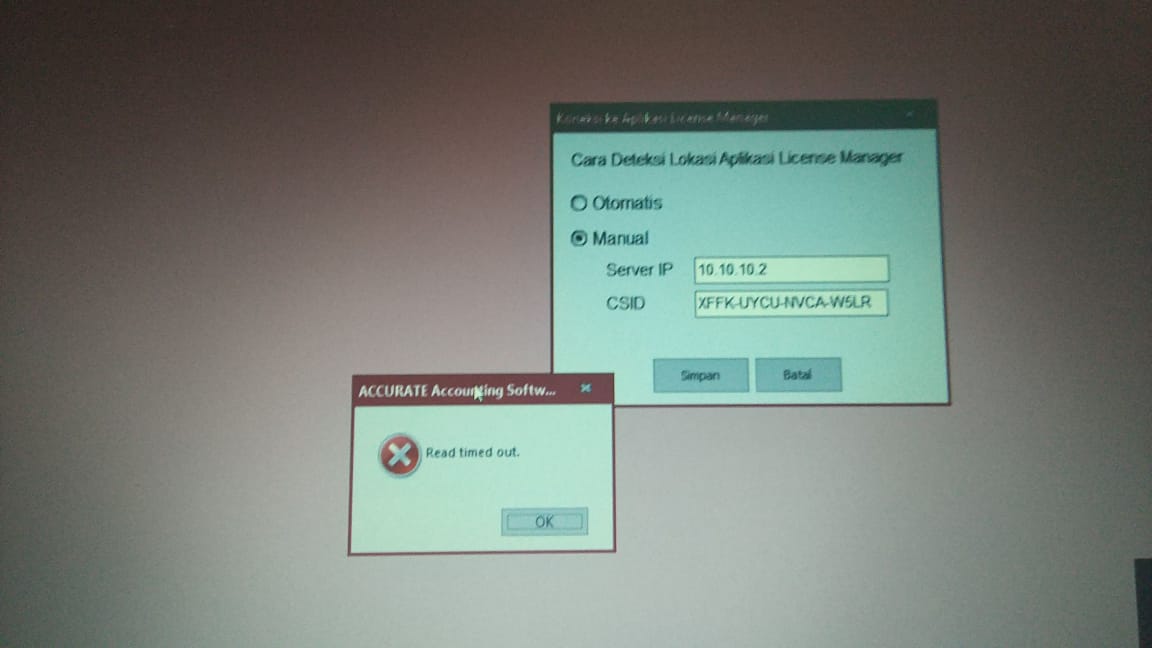 Koneksi ke Aplikasi License Manager
Cara Deteksi Lokasi Aplikasi License Manager
Otomatis
Manual
Server IP 10.10.10.2
CSID XFFK-UYCU-NVCA-W5LR
Simpan Batal
ACCURATE Accounting Softw...
Read timed out.
OK